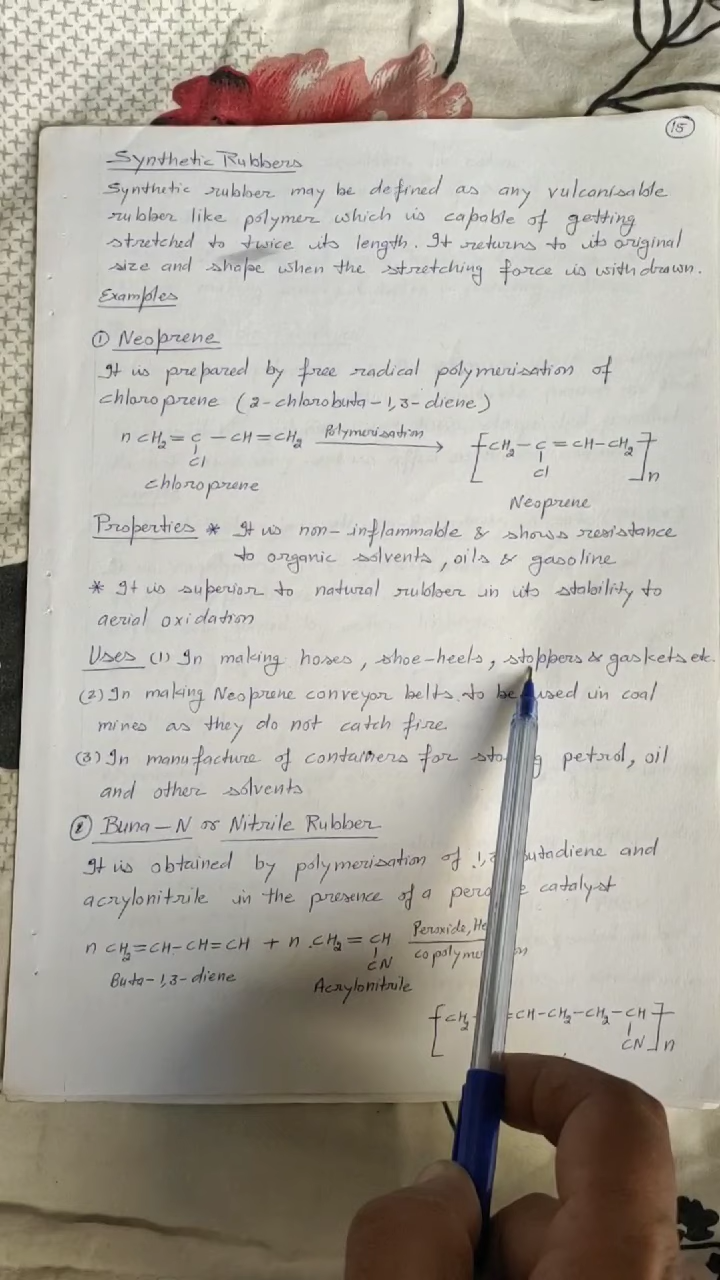 15
Synthetic Rubbers
Synthetic rubber may be defined as any vulcanisable
rubber like polymer which is capable of getting
stretched to twice its length. It returns to its original
size and shape when the stretching force is withdrawn.
Examples
① Neoprene
It is prepared by free radical polymerisation of
chloroprene (2-chlorobuta-1,3-diene)
n CH₂=C-CH=CH₂ Polymerisation → [CH₂-C=CH-CH₂]n
Cl Cl
Chloroprene Neoprene
Properties * It is non-inflammable & shows resistance
to organic solvents, oils & gasoline
* It is superior to natural rubber in its stability to
aerial oxidation
Uses (1) In making hoses, shoe-heels, stoppers & gaskets etc.
(2) In making Neoprene conveyor belts to be used in coal
mines as they do not catch fire
(3) In manufacture of containers for petrol, oil
and other solvents
② Buna-N or Nitrile Rubber
It is obtained by polymerisation of butadiene and
acrylonitrile in the presence of a catalyst
n CH₂=CH-CH=CH + n CH₂=CH Peroxide,
CN
Buta-1,3-diene Acrylonitrile
[CH₂ =CH-CH₂-CH₂-CH]n
CN